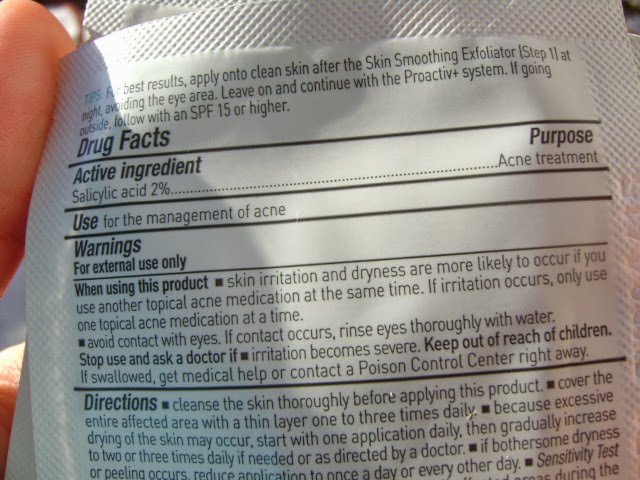 TIPS: For best results, apply onto clean skin after the Skin Smoothing Exfoliator (Step 1) at
night, avoiding the eye area. Leave on and continue with the Proactiv+ system. If going
outside, follow with an SPF 15 or higher.
Drug Facts
Active ingredient Purpose
Salicylic acid 2%......Acne treatment
Use for the management of acne
Warnings
For external use only
When using this product ■ skin irritation and dryness are more likely to occur if you
use another topical acne medication at the same time. If irritation occurs, only use
one topical acne medication at a time.
■ avoid contact with eyes. If contact occurs, rinse eyes thoroughly with water.
Stop use and ask a doctor if ■ irritation becomes severe. Keep out of reach of children.
If swallowed, get medical help or contact a Poison Control Center right away.
Directions ■ cleanse the skin thoroughly before applying this product. ■ cover the
entire affected area with a thin layer one to three times daily. ■ because excessive
drying of the skin may occur, start with one application daily, then gradually increase
to two or three times daily if needed or as directed by a doctor. ■ if bothersome dryness
or peeling occurs, reduce application to once a day or every other day. ■ Sensitivity Test
areas during the